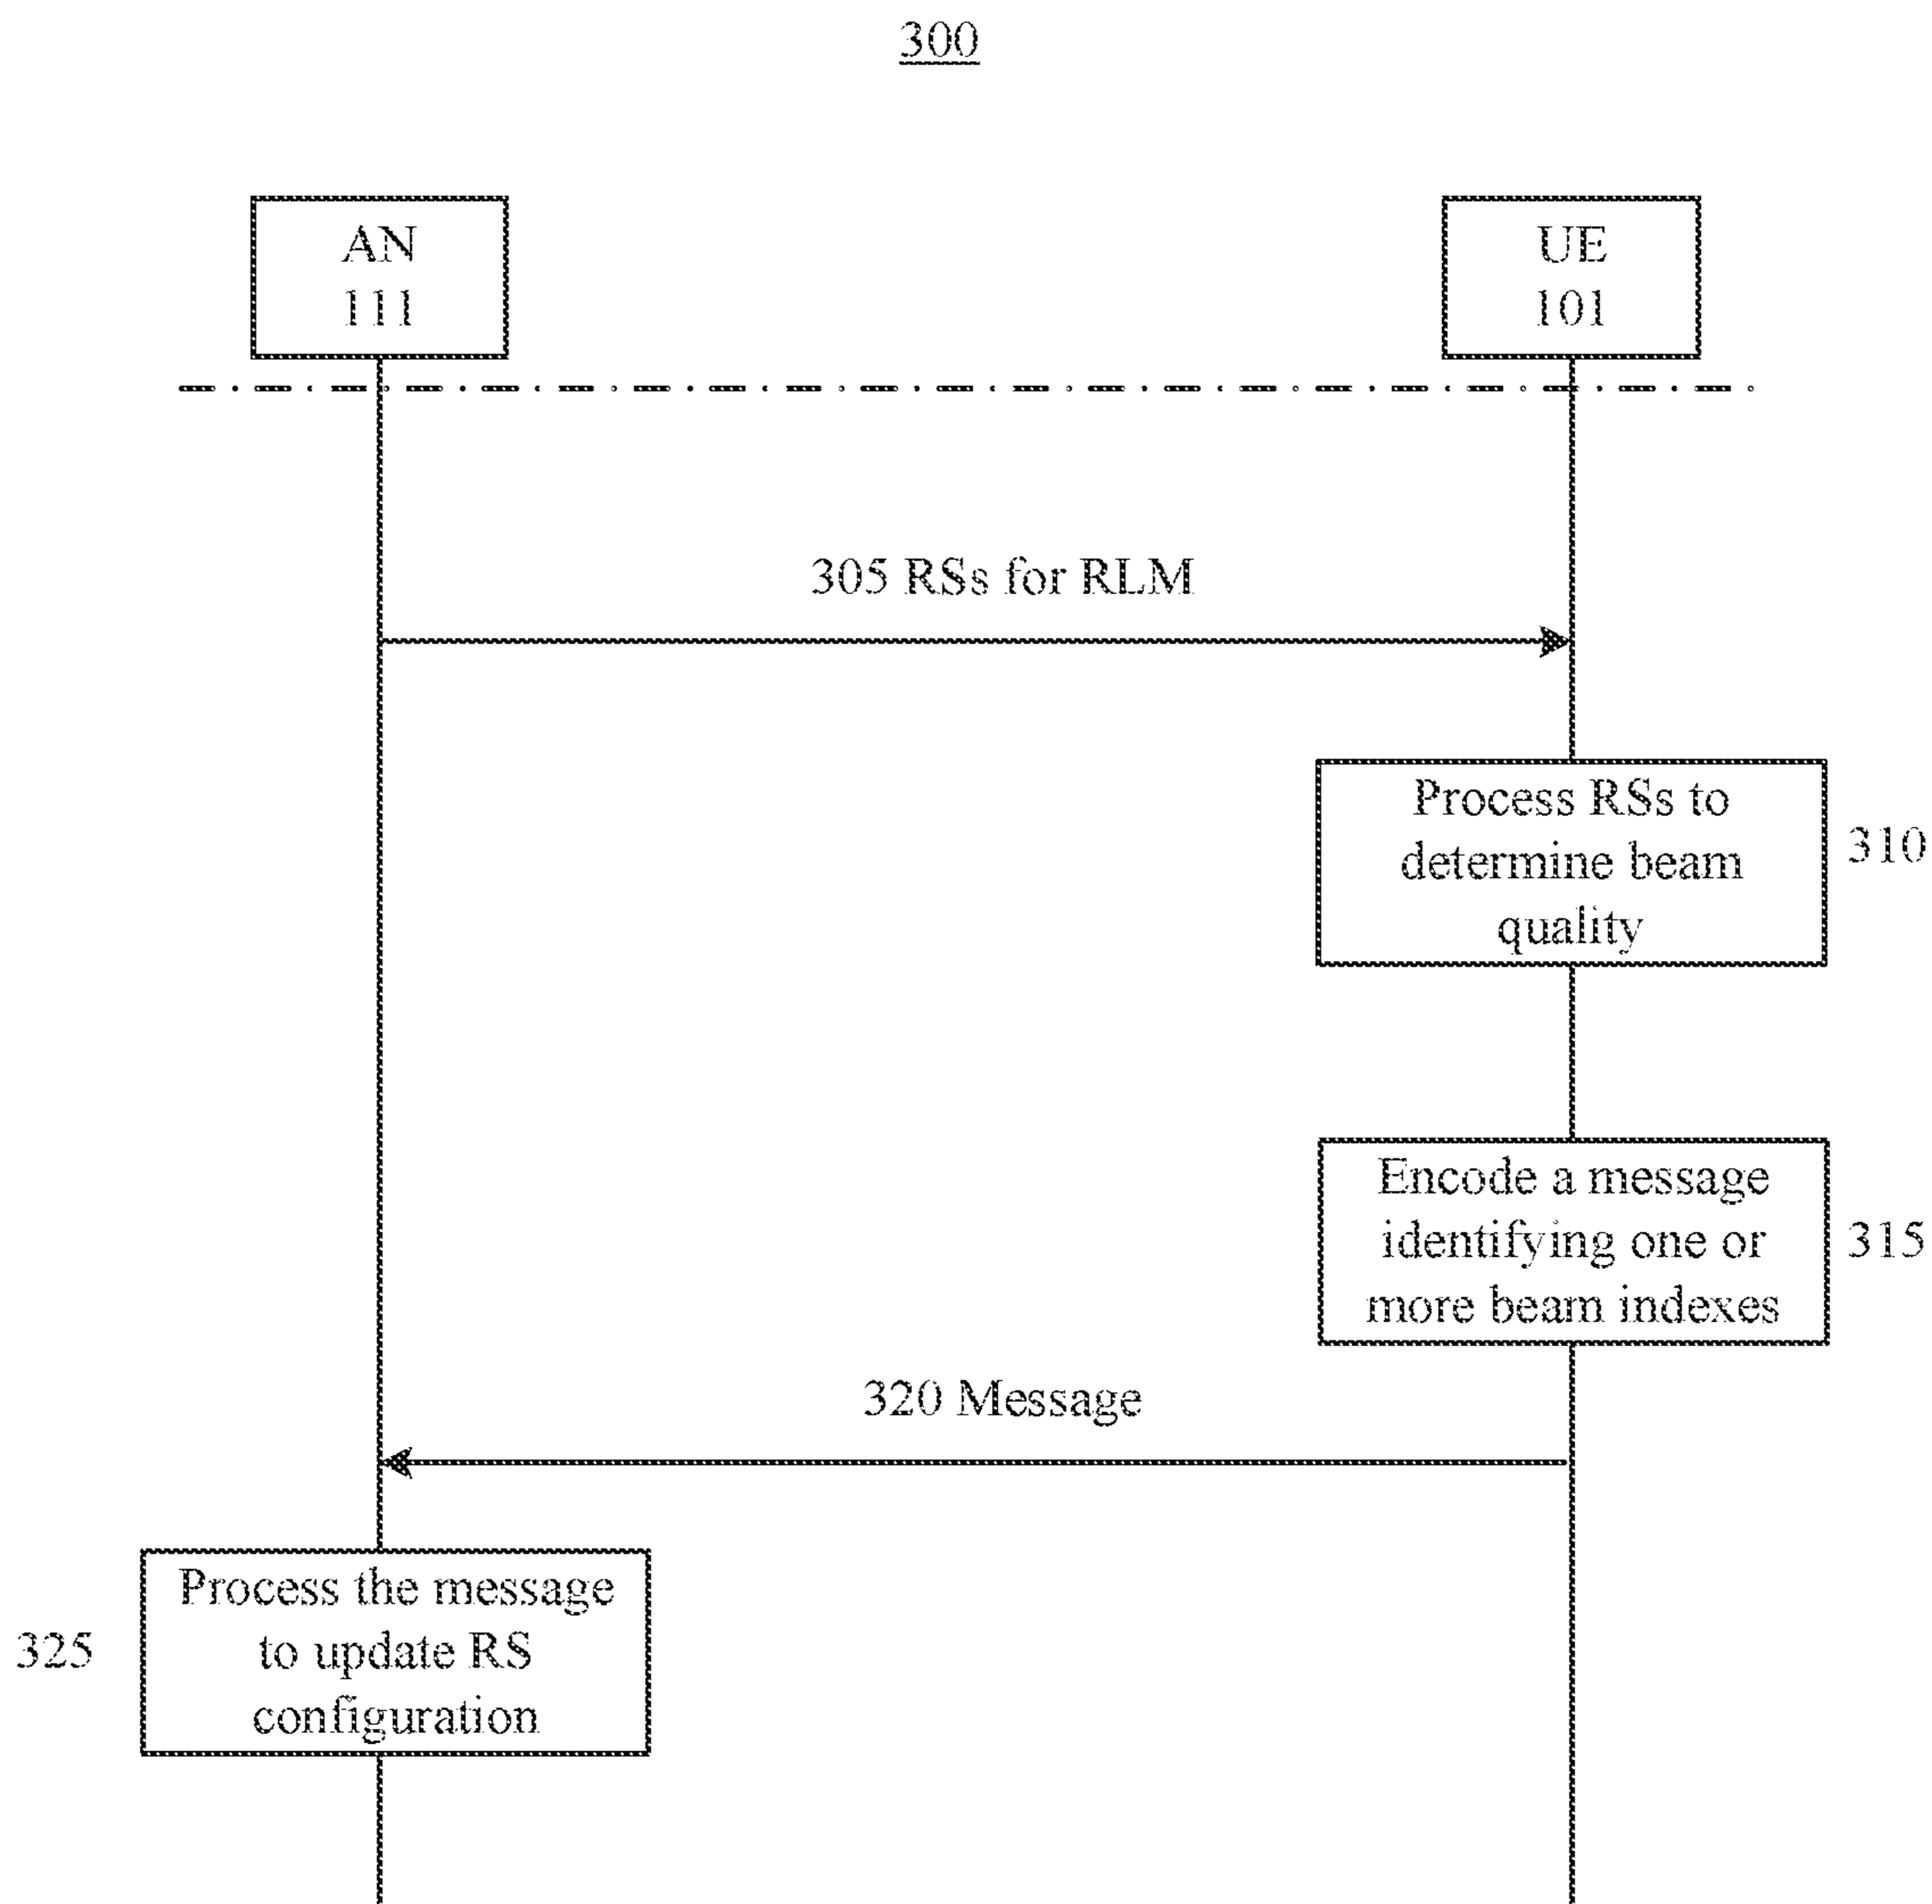 300
AN
111
UE
101
305 RSs for RLM
Process RSs to
determine beam
quality
310
Encode a message
identifying one or
more beam indexes
315
320 Message
Process the message
to update RS
configuration
325